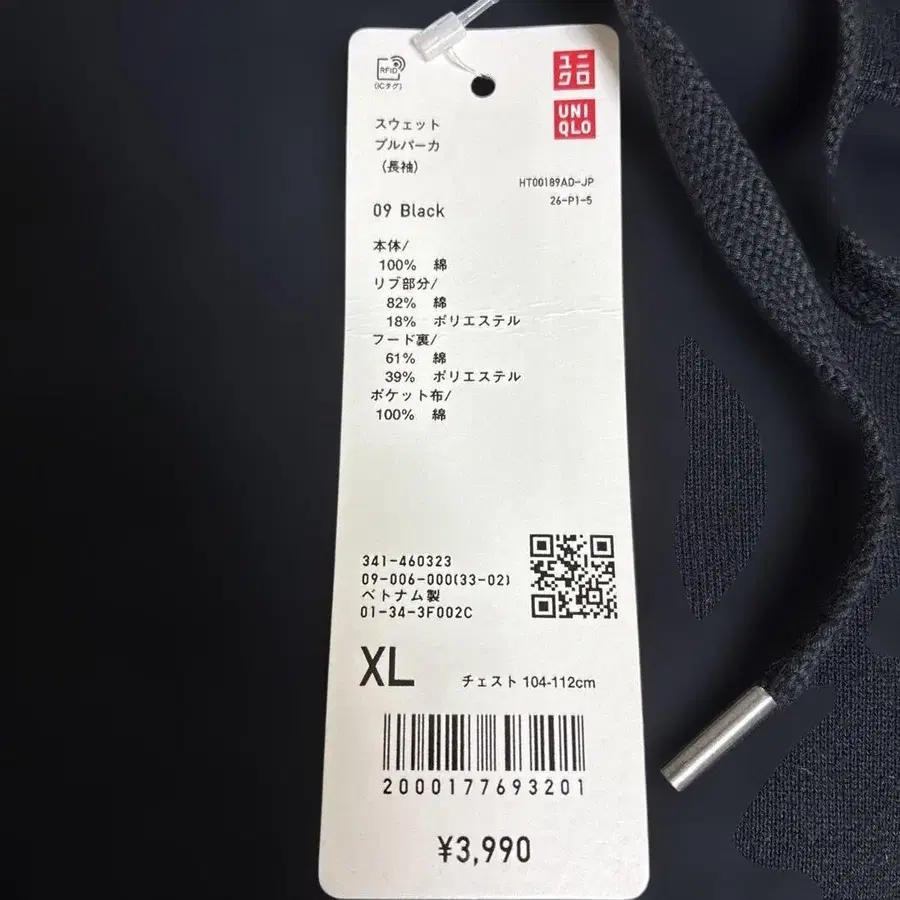 RFID
(ICタグ)
ユニ
クロ
UNI
QLO
スウェット
プルパーカ
(長袖)
HT00189AD-JP
26-P1-5
09 Black
本体/
100% 綿
リブ部分/
82% 綿
18% ポリエステル
フード裏/
61% 綿
39% ポリエステル
ポケット布/
100% 綿
341-460323
09-006-000(33-02)
ベトナム製
01-34-3F002C
XL
チェスト 104-112cm
2000177693201
¥3,990